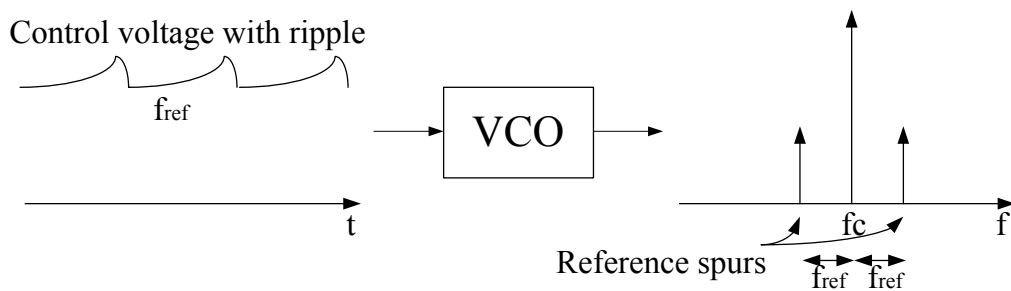 Control voltage with ripple
fref
t
VCO
fc
f
Reference spurs
fref
fref